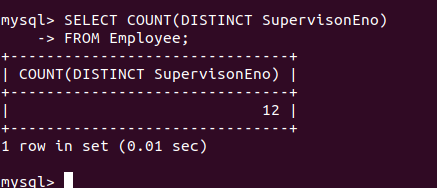 mysql> SELECT COUNT(DISTINCT SupervisonEno)
    -> FROM Employee;
+-------------------------------+
| COUNT(DISTINCT SupervisonEno) |
+-------------------------------+
|                            12 |
+-------------------------------+
1 row in set (0.01 sec)
mysql>